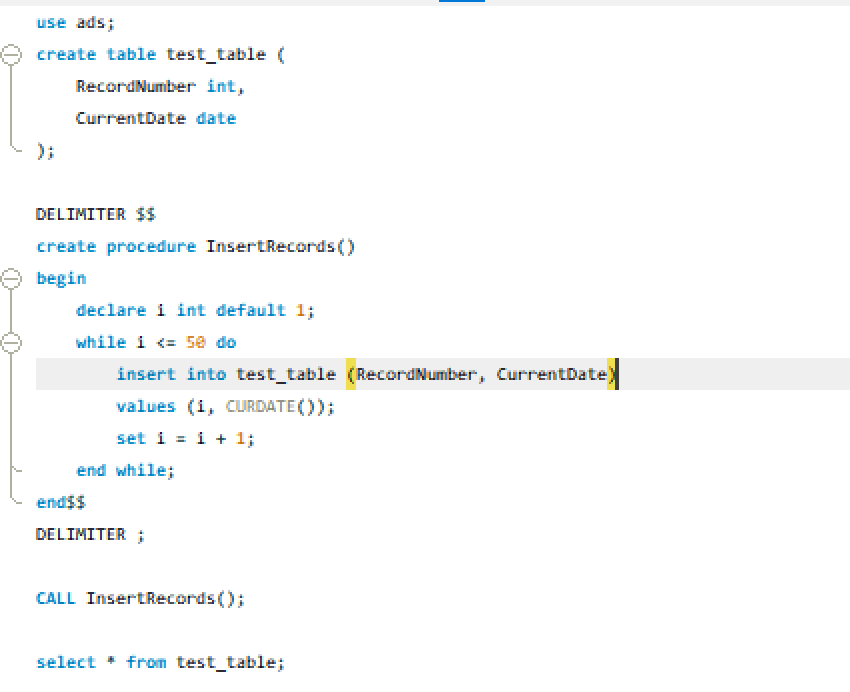 use ads;
create table test_table (
    RecordNumber int,
    CurrentDate date
);

DELIMITER $$
create procedure InsertRecords()
begin
    declare i int default 1;
    while i <= 50 do
        insert into test_table (RecordNumber, CurrentDate)
        values (i, CURDATE());
        set i = i + 1;
    end while;
end$$
DELIMITER ;

CALL InsertRecords();

select * from test_table;